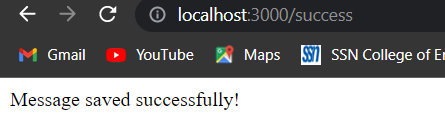 localhost:3000/success
Gmail YouTube Maps SSN College of
Message saved successfully!